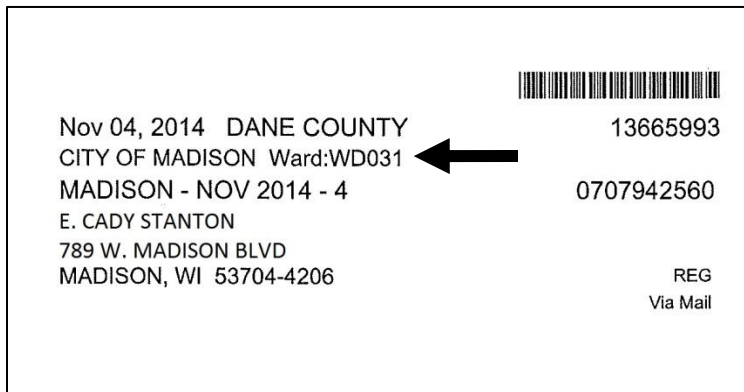 Nov 04, 2014 DANE COUNTY 13665993
CITY OF MADISON Ward:WD031
MADISON - NOV 2014 - 4 0707942560
E. CADY STANTON
789 W. MADISON BLVD
MADISON, WI 53704-4206 REG
Via Mail